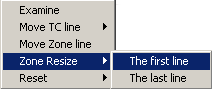 Examine
Move TC line
Move Zone line
Zone Resize
Reset
The first line
The last line